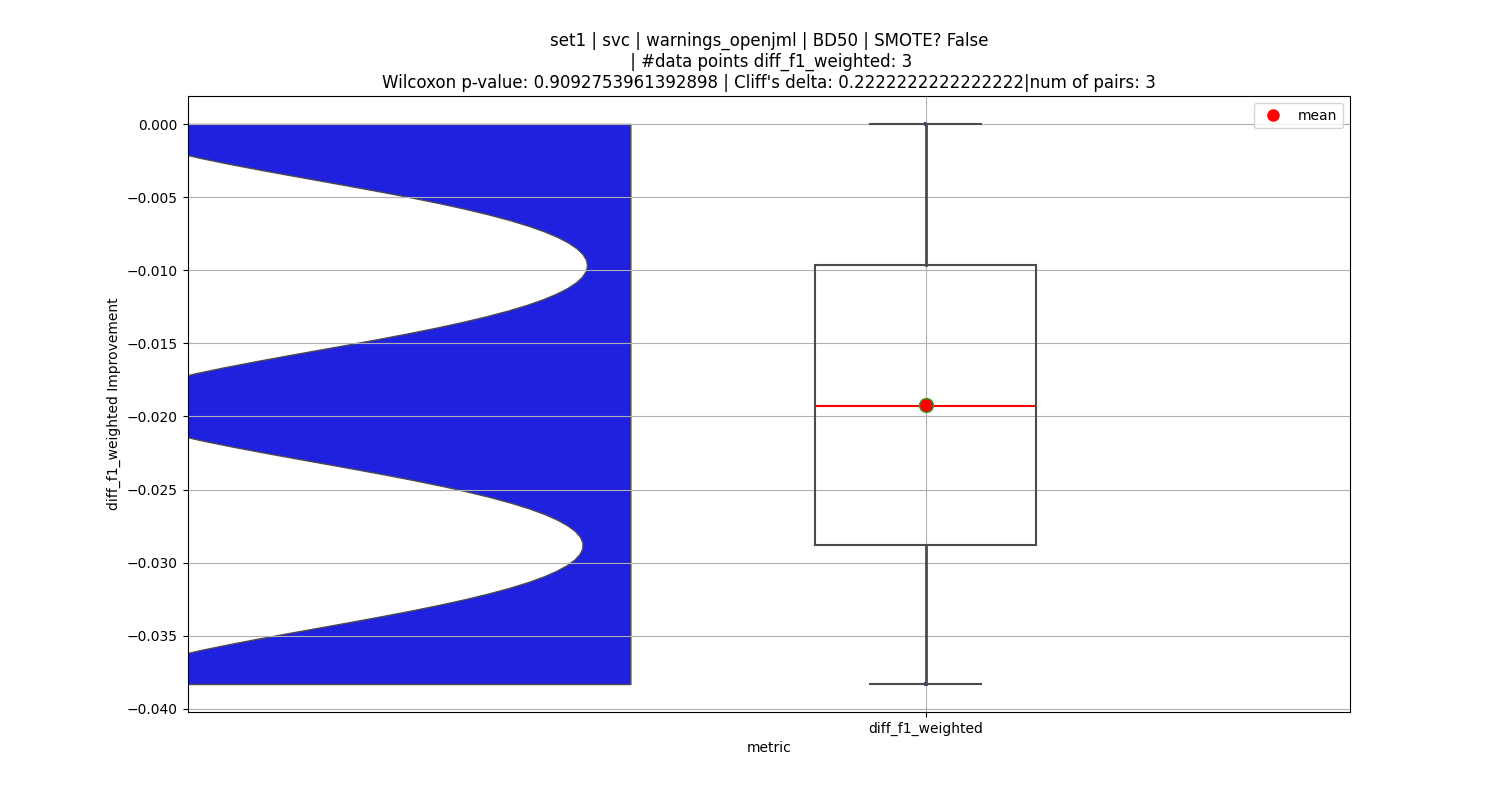 set1 | svc | warnings_openjml | BD50 | SMOTE? False
| #data points diff_f1_weighted: 3
Wilcoxon p-value: 0.9092753961392898 | Cliff's delta: 0.2222222222222222|num of pairs: 3
mean
0.000
−0.005
−0.010
−0.015
−0.020
−0.025
−0.030
−0.035
−0.040
diff_f1_weighted Improvement
diff_f1_weighted
metric